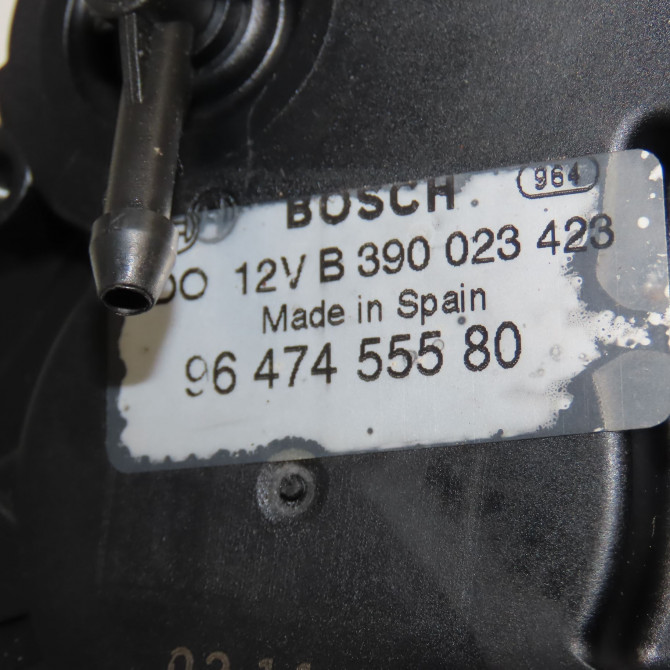 BOSCH 964
DO 12V B 390 023 423
Made in Spain
96 474 555 80